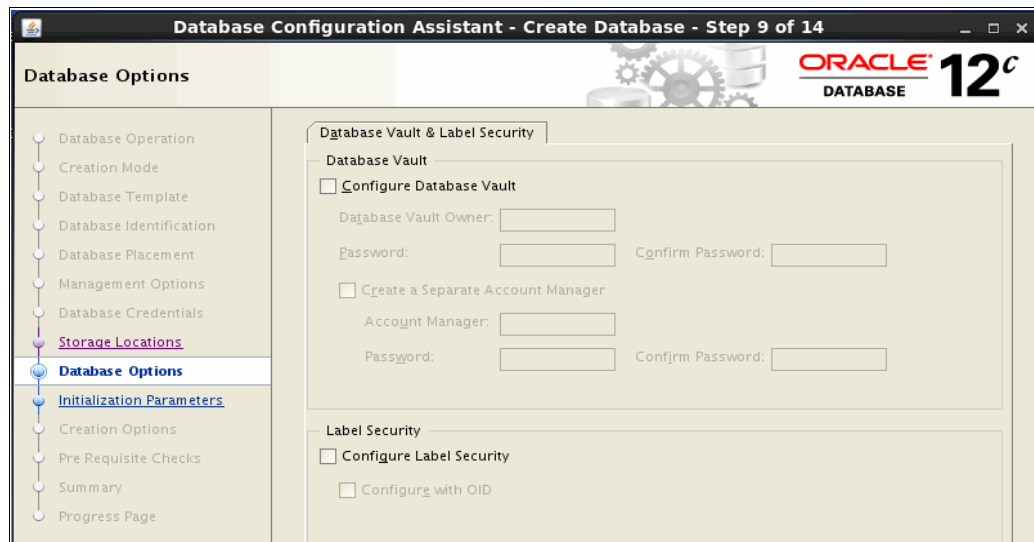 Database Configuration Assistant - Create Database - Step 9 of 14
Database Options
ORACLE
DATABASE
12c
Database Operation
Creation Mode
Database Template
Database Identification
Database Placement
Management Options
Database Credentials
Storage Locations
Database Options
Initialization Parameters
Creation Options
Pre Requisite Checks
Summary
Progress Page
Database Vault & Label Security
Database Vault
Configure Database Vault
Database Vault Owner:
Password: Confirm Password:
Create a Separate Account Manager
Account Manager:
Password: Confirm Password:
Label Security
Configure Label Security
Configure with OID